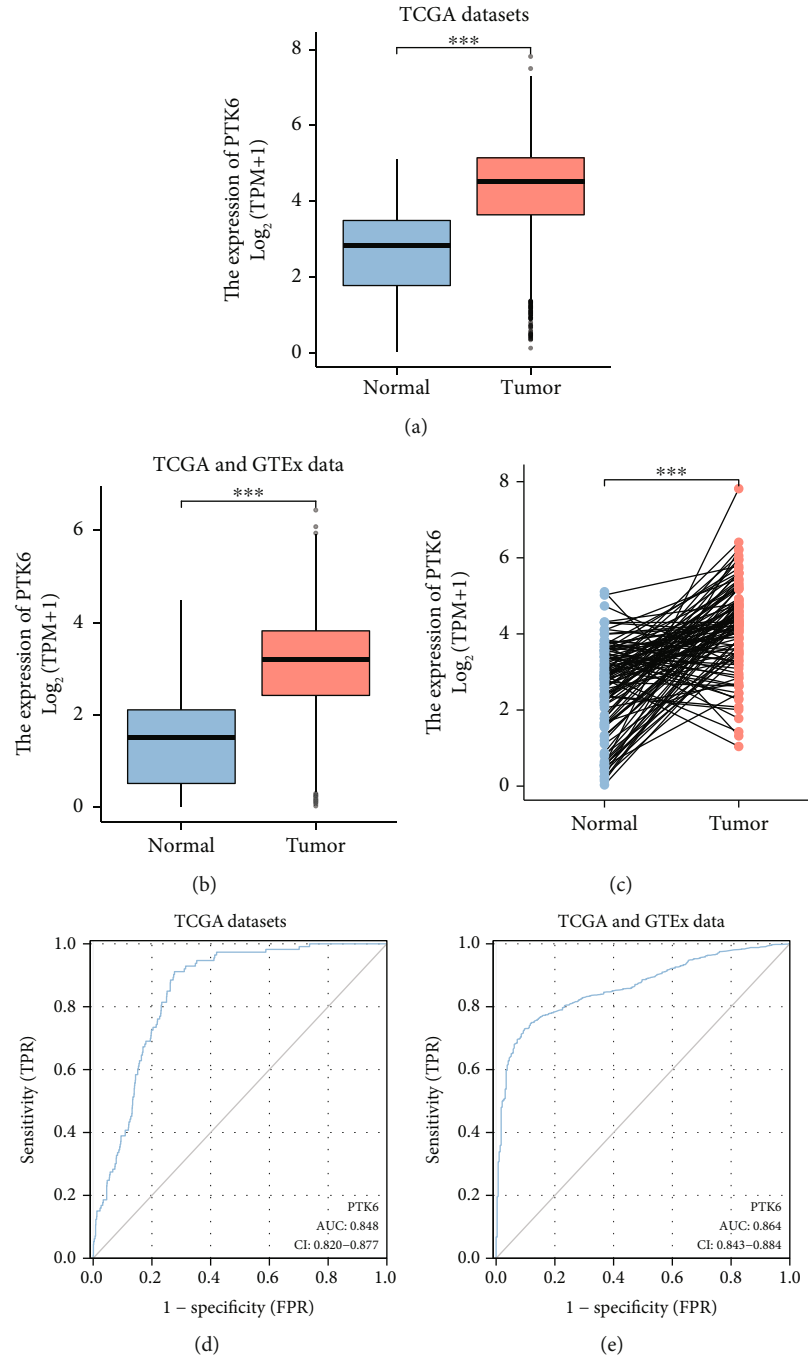 TCGA datasets
***
The expression of PTK6
Log2 (TPM+1)
8
6
4
2
0
Normal
Tumor
(a)
TCGA and GTEx data
***
The expression of PTK6
Log2 (TPM+1)
6
4
2
0
Normal
Tumor
(b)
***
The expression of PTK6
Log2 (TPM+1)
8
6
4
2
0
Normal
Tumor
(c)
TCGA datasets
Sensitivity (TPR)
1.0
0.8
0.6
0.4
0.2
0.0
PTK6
AUC: 0.848
CI: 0.820−0.877
0.0 0.2 0.4 0.6 0.8 1.0
1 − specificity (FPR)
(d)
TCGA and GTEx data
Sensitivity (TPR)
1.0
0.8
0.6
0.4
0.2
0.0
PTK6
AUC: 0.864
CI: 0.843−0.884
0.0 0.2 0.4 0.6 0.8 1.0
1 − specificity (FPR)
(e)